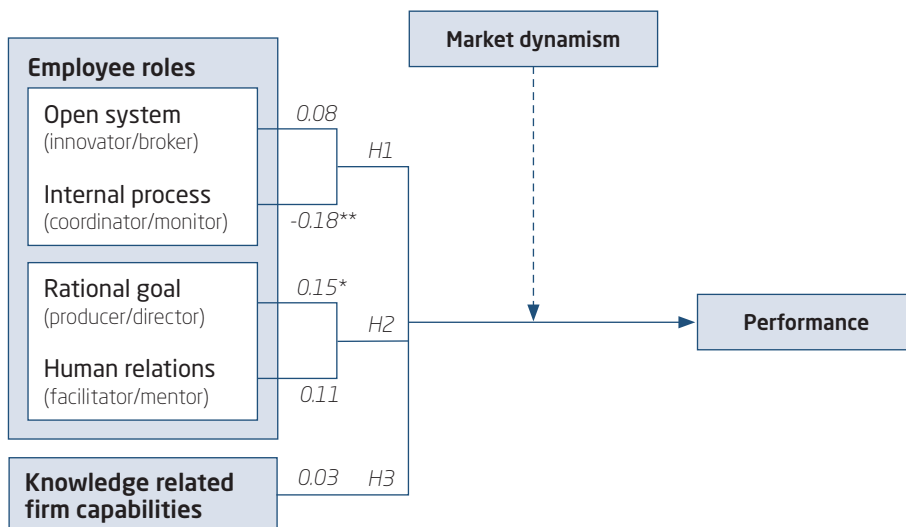 Market dynamism
Employee roles
Open system
(innovator/broker)
0.08
H1
Internal process
(coordinator/monitor)
-0.18**
Rational goal
(producer/director)
0.15*
H2
Performance
Human relations
(facilitator/mentor)
0.11
Knowledge related
firm capabilities
0.03
H3